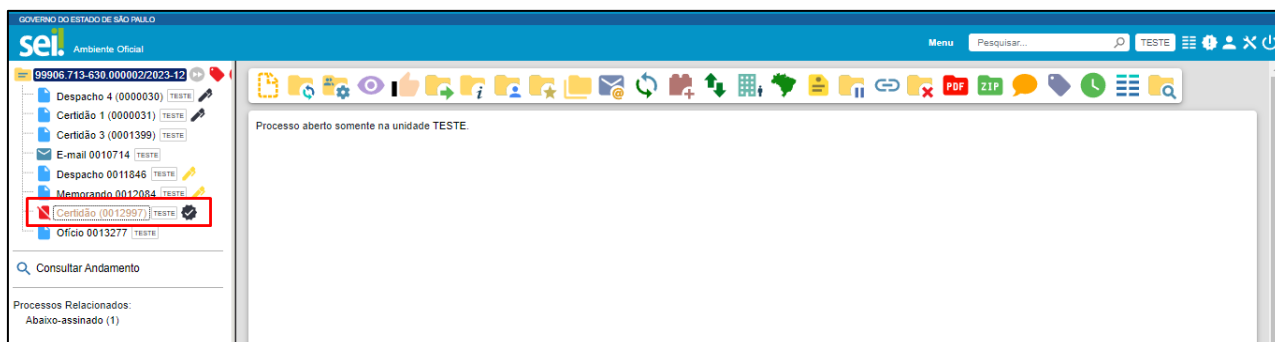 GOVERNO DO ESTADO DE SÃO PAULO
sei! Ambiente Oficial
Menu Pesquisar... TESTE
99906.713-630.000002/2023-12
Despacho 4 (0000030) TESTE
Certidão 1 (0000031) TESTE
Certidão 3 (0001399) TESTE
E-mail 0010714 TESTE
Despacho 0011846 TESTE
Memorando 0012084 TESTE
Certidão (0012997) TESTE
Ofício 0013277 TESTE
Consultar Andamento
Processos Relacionados:
Abaixo-assinado (1)
PDF ZIP
Processo aberto somente na unidade TESTE.